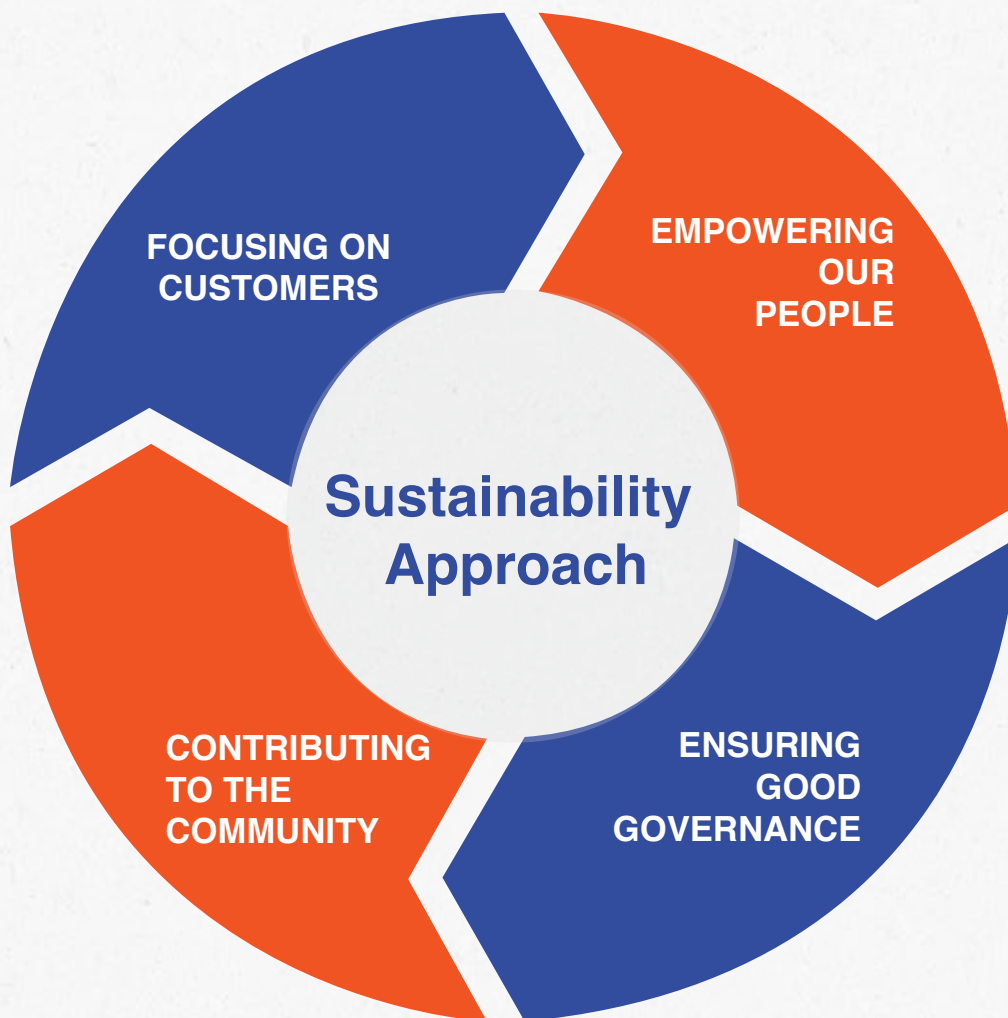 FOCUSING ON
CUSTOMERS
EMPOWERING
OUR
PEOPLE
Sustainability
Approach
CONTRIBUTING
TO THE
COMMUNITY
ENSURING
GOOD
GOVERNANCE